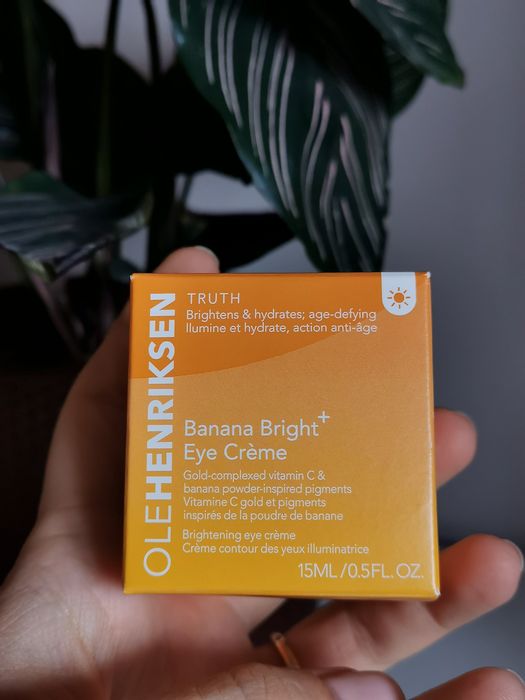 OLEHENRIKSEN
TRUTH
Brightens & hydrates; age-defying
Ilumine et hydrate, action anti-âge
Banana Bright+
Eye Crème
Gold-complexed vitamin C &
banana powder-inspired pigments
Vitamine C gold et pigments
inspirés de la poudre de banane
Brightening eye crème
Crème contour des yeux illuminatrice
15ML/0.5FL. OZ.